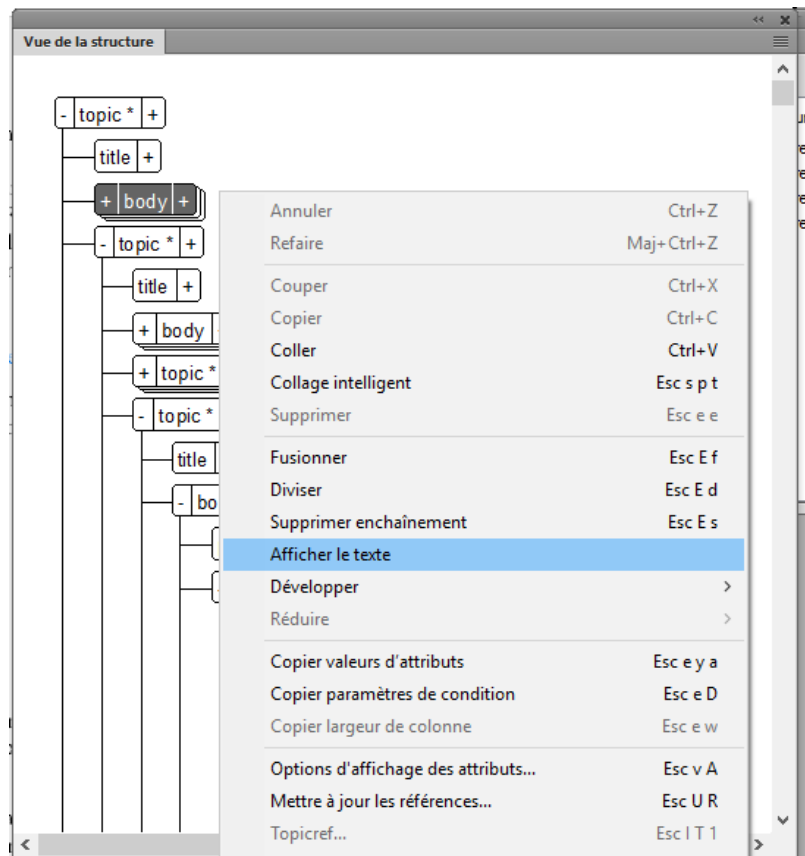 Vue de la structure
- topic * +
title +
+ body +
- topic * +
title +
+ body
+ topic *
- topic *
title
- bo
Annuler Ctrl+Z
Refaire Maj+Ctrl+Z
Couper Ctrl+X
Copier Ctrl+C
Coller Ctrl+V
Collage intelligent Esc s p t
Supprimer Esc e e
Fusionner Esc E f
Diviser Esc E d
Supprimer enchaînement Esc E s
Afficher le texte
Développer >
Réduire >
Copier valeurs d'attributs Esc e y a
Copier paramètres de condition Esc e D
Copier largeur de colonne Esc e w
Options d'affichage des attributs... Esc v A
Mettre à jour les références... Esc U R
Topicref... Esc I T 1